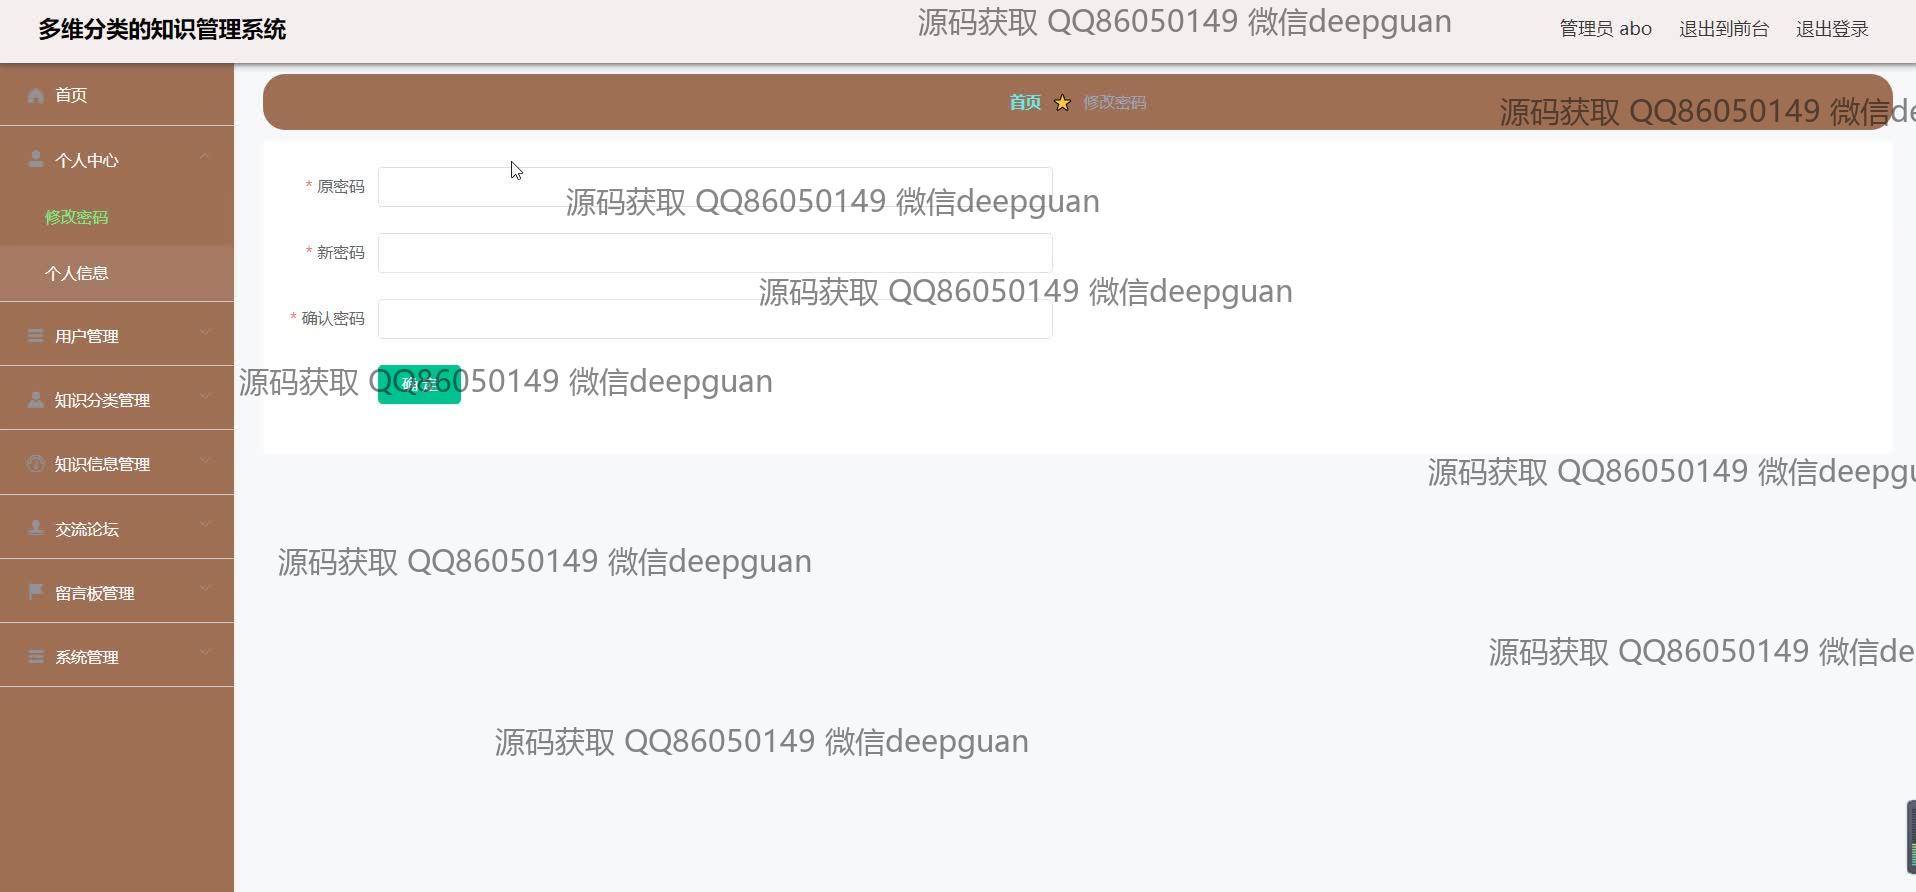 多维分类的知识管理系统
源码获取 QQ86050149 微信deepguan
管理员 abo 退出到前台 退出登录
首页
首页 修改密码
源码获取 QQ86050149 微信de
个人中心
* 原密码
源码获取 QQ86050149 微信deepguan
修改密码
* 新密码
个人信息
源码获取 QQ86050149 微信deepguan
* 确认密码
用户管理
源码获取 QQ86050149 微信deepguan
确定
知识分类管理
知识信息管理
源码获取 QQ86050149 微信deepgu
交流论坛
源码获取 QQ86050149 微信deepguan
留言板管理
系统管理
源码获取 QQ86050149 微信de
源码获取 QQ86050149 微信deepguan